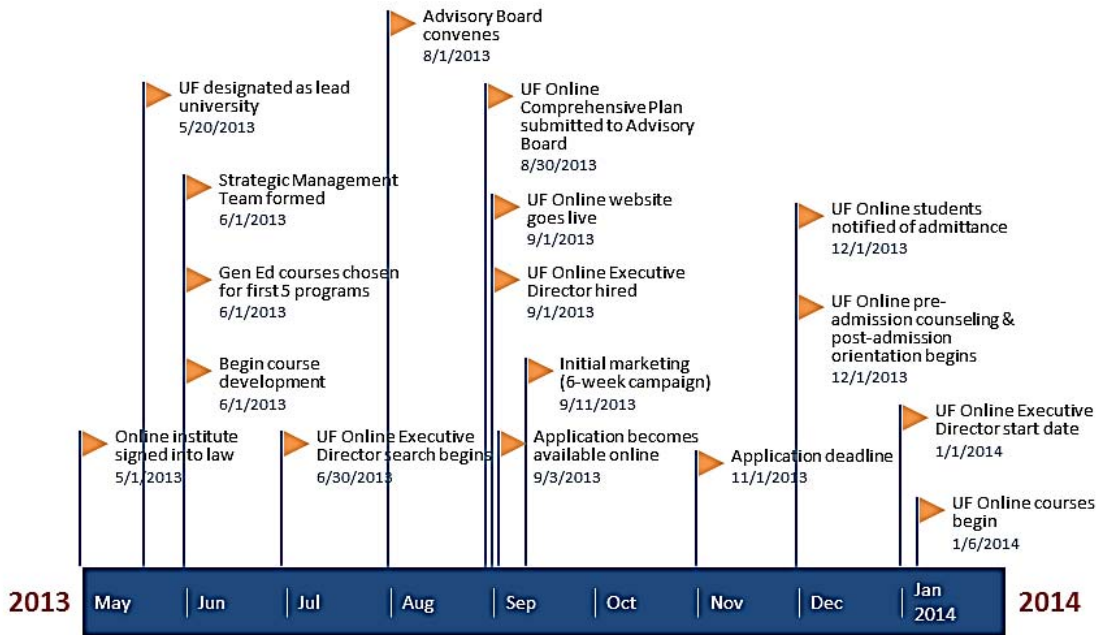 Advisory Board
convenes
8/1/2013
UF designated as lead
university
5/20/2013
UF Online
Comprehensive Plan
submitted to Advisory
Board
8/30/2013
Strategic Management
Team formed
6/1/2013
UF Online website
goes live
9/1/2013
UF Online students
notified of admittance
12/1/2013
Gen Ed courses chosen
for first 5 programs
6/1/2013
UF Online Executive
Director hired
9/1/2013
UF Online pre-
admission counseling &
post-admission
orientation begins
12/1/2013
Begin course
development
6/1/2013
Initial marketing
(6-week campaign)
9/11/2013
Online institute
signed into law
5/1/2013
UF Online Executive
Director search begins
6/30/2013
Application becomes
available online
9/3/2013
Application deadline
11/1/2013
UF Online Executive
Director start date
1/1/2014
UF Online courses
begin
1/6/2014
2013 May Jun Jul Aug Sep Oct Nov Dec Jan
2014 2014